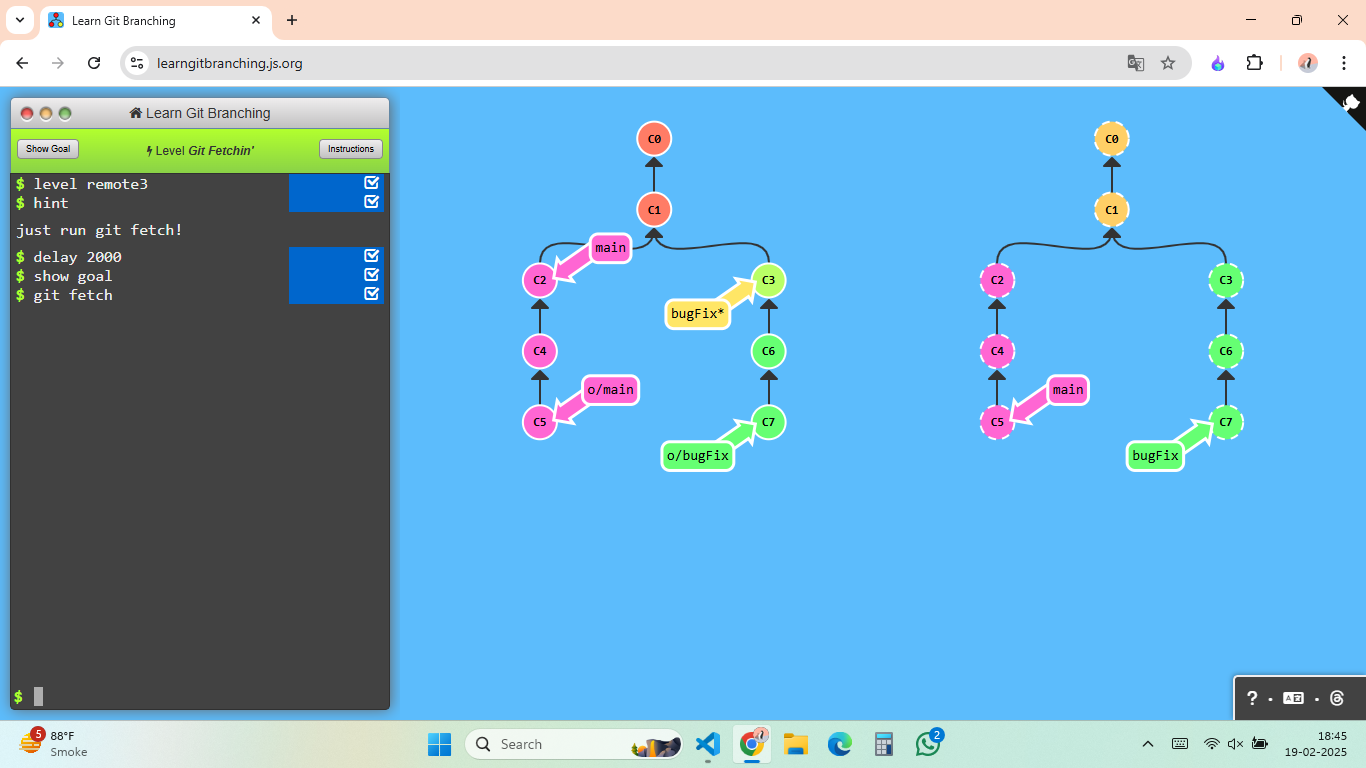 Learn Git Branching
learngitbranching.js.org
Learn Git Branching
Show Goal
Level Git Fetchin'
Instructions
$ level remote3
$ hint
just run git fetch!
$ delay 2000
$ show goal
$ git fetch
$
C0
C1
main
C2
C3
bugFix*
C4
C6
o/main
C5
C7
o/bugFix
C0
C1
C2
C3
C4
C6
main
C5
C7
bugFix
?
5
88°F
Smoke
Search
2
18:45
19-02-2025